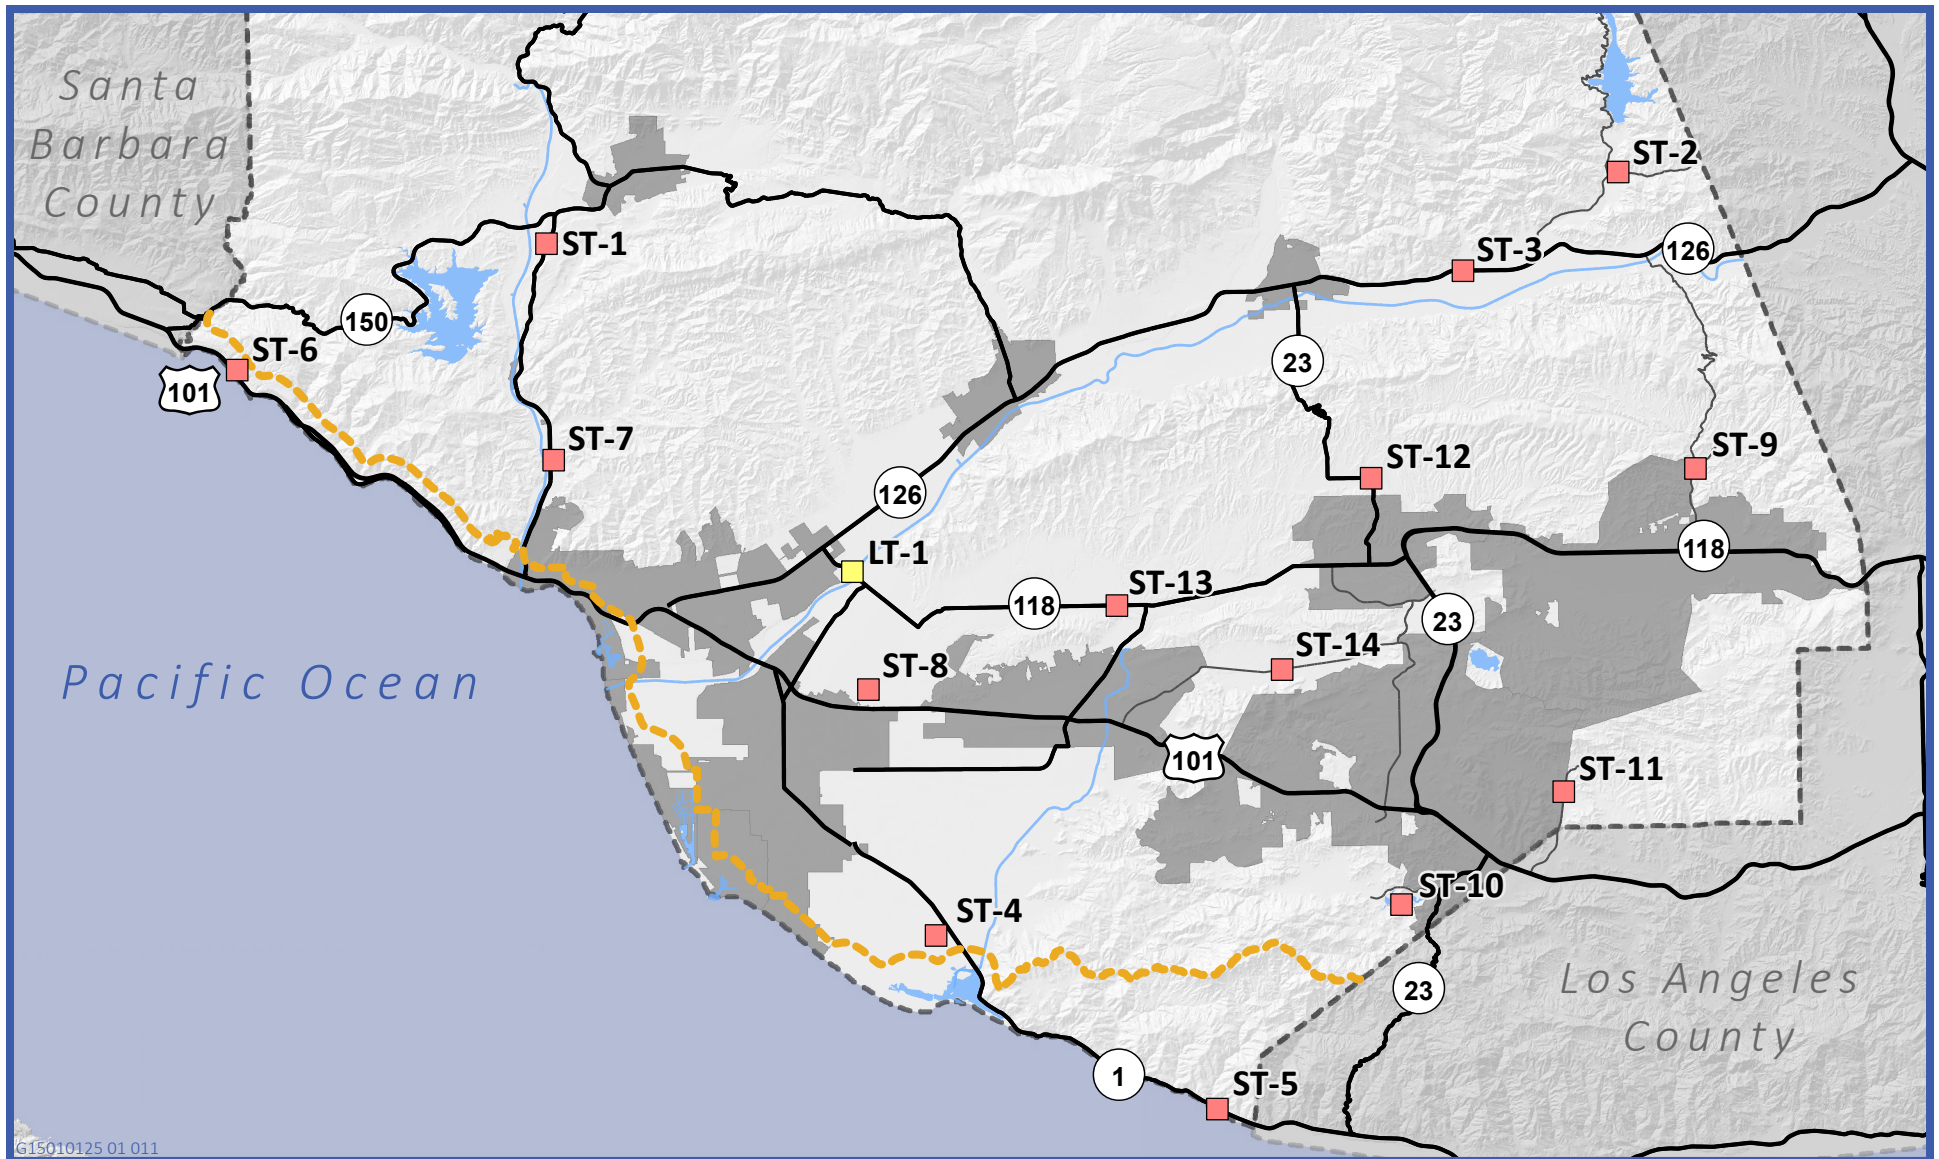 Santa
Barbara
County
ST-2
ST-1
ST-3
126
150
ST-6
101
23
ST-7
ST-12
ST-9
126
LT-1
118
ST-13
118
23
ST-14
ST-8
Pacific Ocean
101
ST-11
ST-10
ST-4
23
Los Angeles
County
1
ST-5
G15010125 01 011